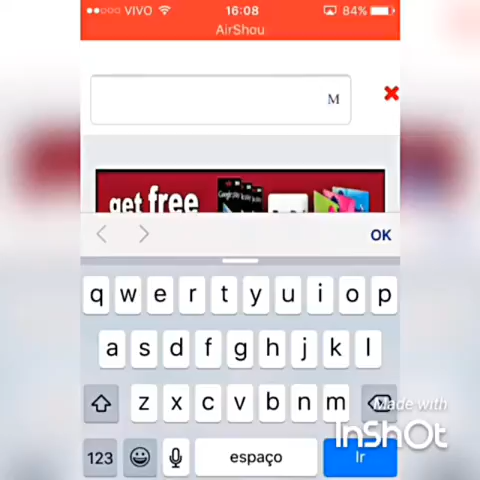 VIVO 16:08 84%
AirShou
M
get free
OK
q w e r t y u i o p
a s d f g h j k l
z x c v b n m
Made with
InShOt
123 espaço Ir